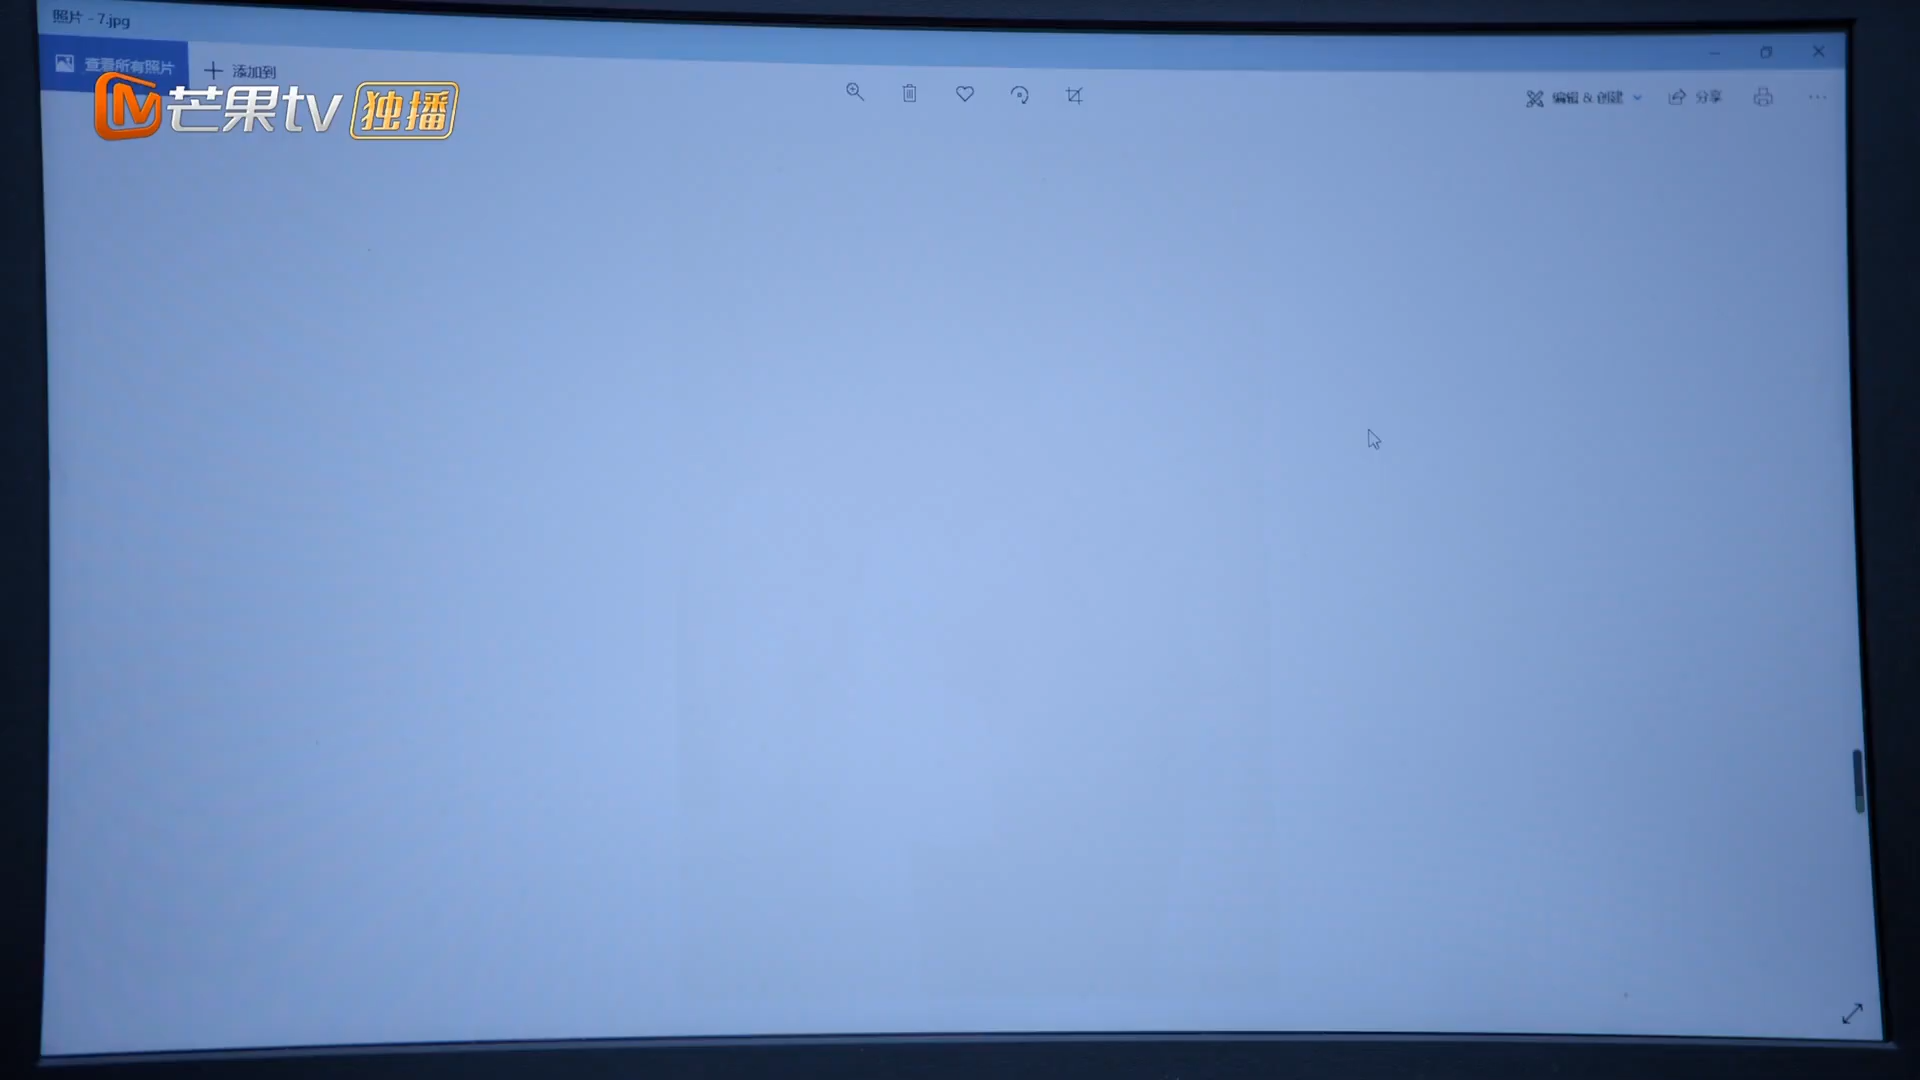 照片 - 7.jpg
查看所有照片
添加到
编辑 & 创建
分享
芒果tv 独播